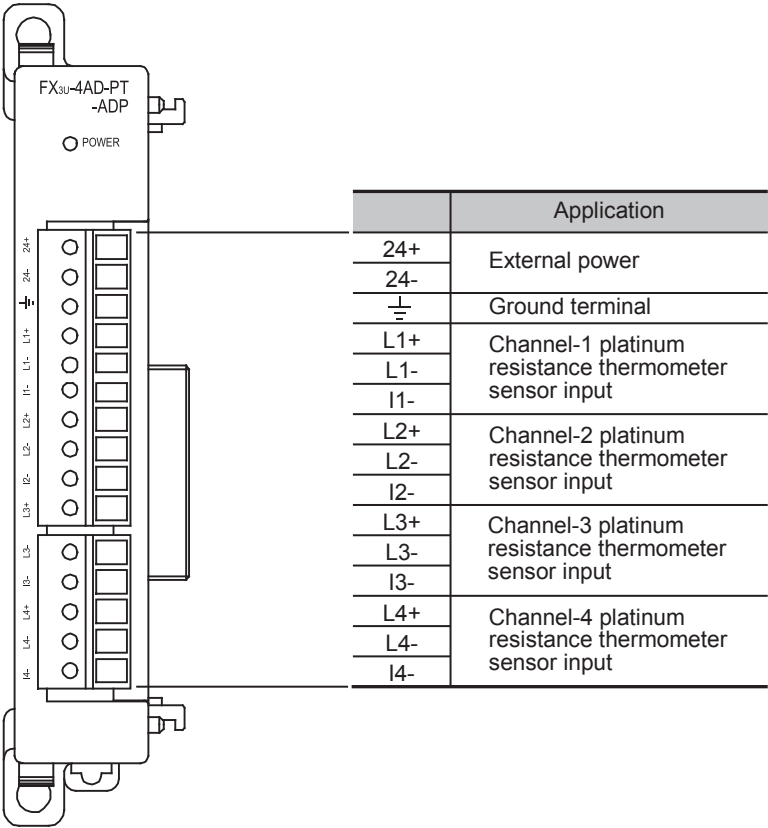 FX3U-4AD-PT
-ADP
POWER
24+
24-
L1+
L1-
I1-
L2+
L2-
I2-
L3+
L3-
I3-
L4+
L4-
I4-
Application
24+
24-
External power
Ground terminal
L1+
L1-
I1-
Channel-1 platinum
resistance thermometer
sensor input
L2+
L2-
I2-
Channel-2 platinum
resistance thermometer
sensor input
L3+
L3-
I3-
Channel-3 platinum
resistance thermometer
sensor input
L4+
L4-
I4-
Channel-4 platinum
resistance thermometer
sensor input